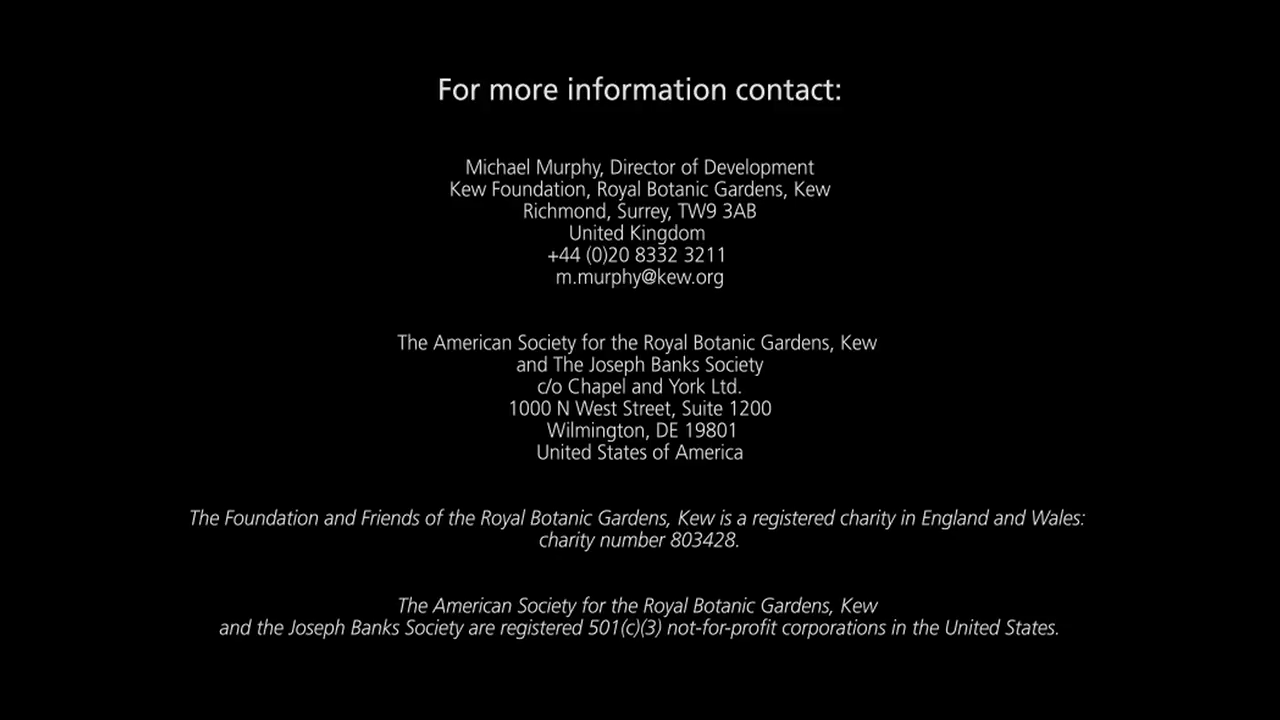 For more information contact:
Michael Murphy, Director of Development
Kew Foundation, Royal Botanic Gardens, Kew
Richmond, Surrey, TW9 3AB
United Kingdom
+44 (0)20 8332 3211
m.murphy@kew.org
The American Society for the Royal Botanic Gardens, Kew
and The Joseph Banks Society
c/o Chapel and York Ltd.
1000 N West Street, Suite 1200
Wilmington, DE 19801
United States of America
The Foundation and Friends of the Royal Botanic Gardens, Kew is a registered charity in England and Wales:
charity number 803428.
The American Society for the Royal Botanic Gardens, Kew
and the Joseph Banks Society are registered 501(c)(3) not-for-profit corporations in the United States.